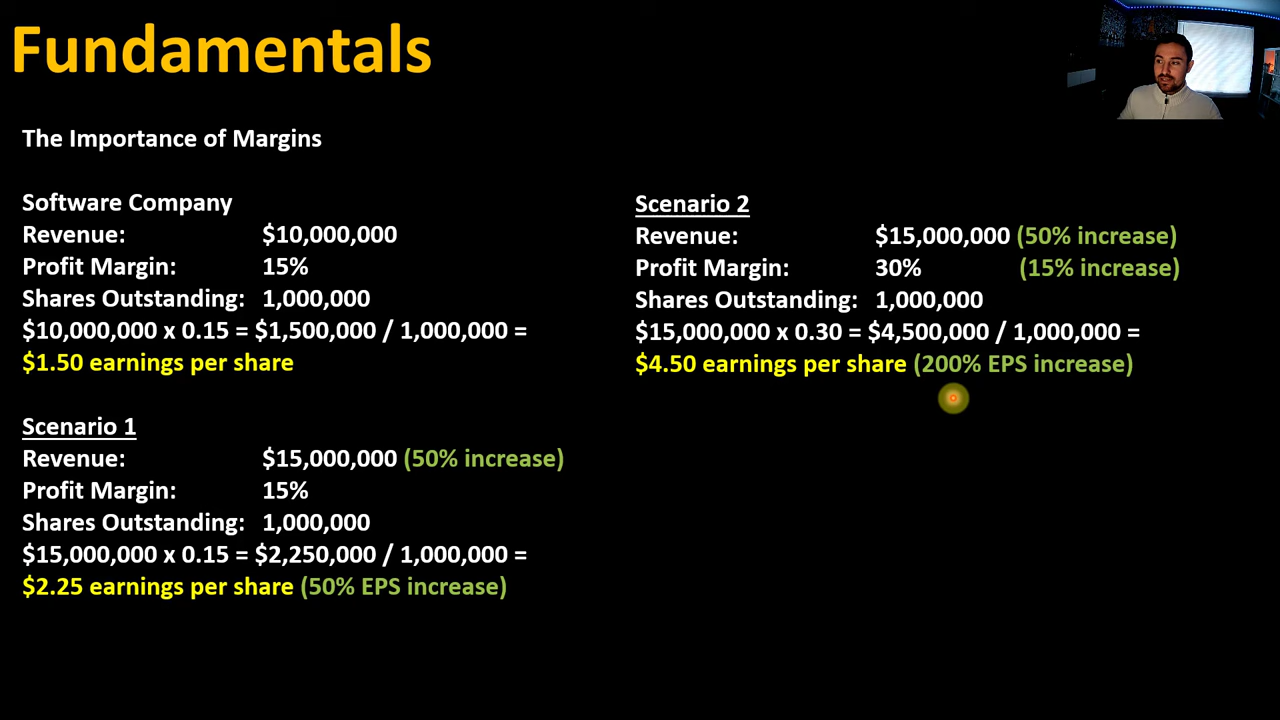 Fundamentals
The Importance of Margins
Software Company
Revenue: $10,000,000
Profit Margin: 15%
Shares Outstanding: 1,000,000
$10,000,000 x 0.15 = $1,500,000 / 1,000,000 =
$1.50 earnings per share
Scenario 1
Revenue: $15,000,000 (50% increase)
Profit Margin: 15%
Shares Outstanding: 1,000,000
$15,000,000 x 0.15 = $2,250,000 / 1,000,000 =
$2.25 earnings per share (50% EPS increase)
Scenario 2
Revenue: $15,000,000 (50% increase)
Profit Margin: 30% (15% increase)
Shares Outstanding: 1,000,000
$15,000,000 x 0.30 = $4,500,000 / 1,000,000 =
$4.50 earnings per share (200% EPS increase)